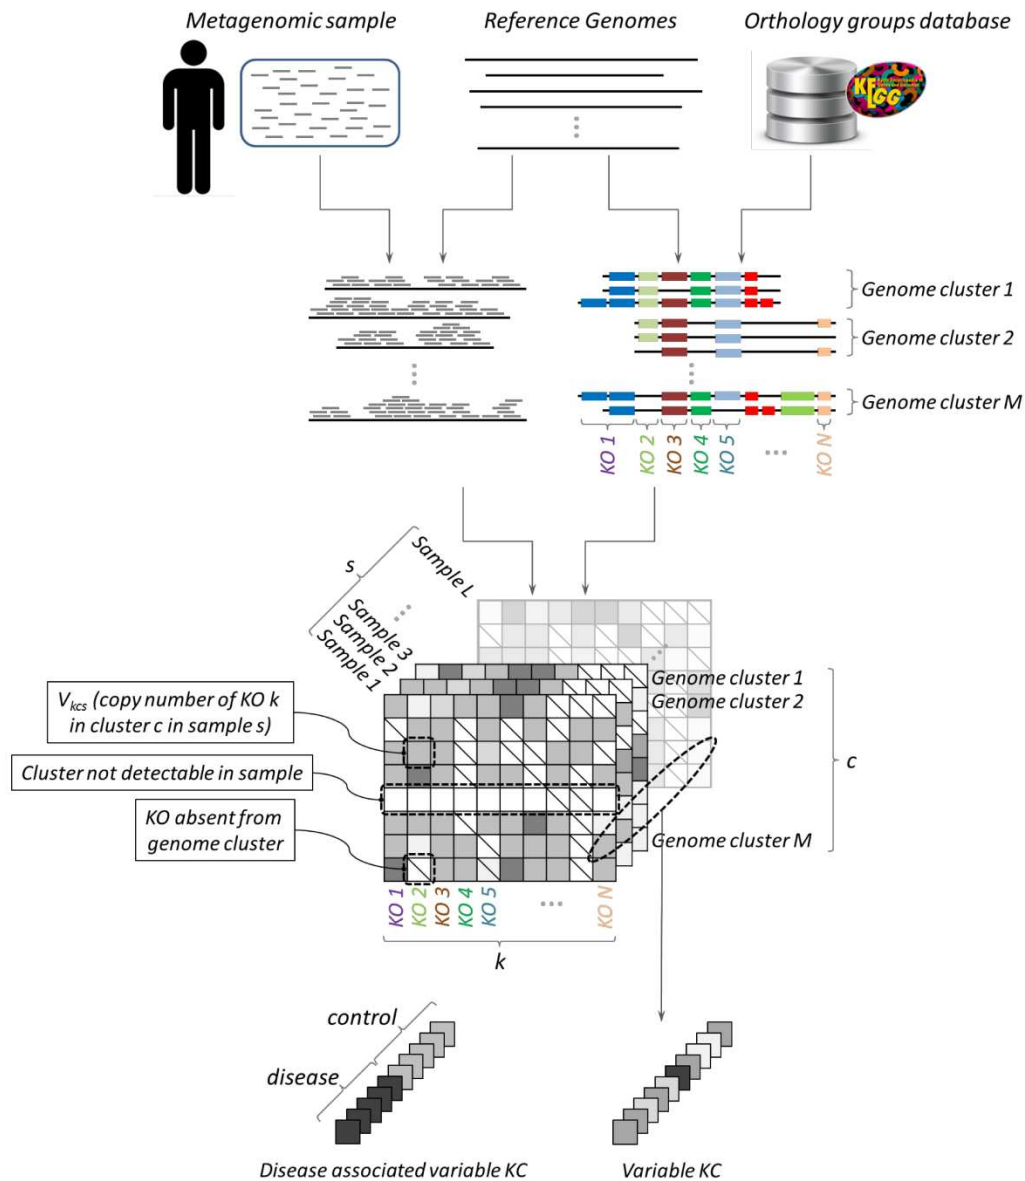 Metagenomic sample
Reference Genomes
Orthology groups database
KEGG
Genome cluster 1
Genome cluster 2
Genome cluster M
KO 1
KO 2
KO 3
KO 4
KO 5
KO N
s
Sample L
Sample 3
Sample 2
Sample 1
Genome cluster 1
Genome cluster 2
Genome cluster M
c
V_kcs (copy number of KO k
in cluster c in sample s)
Cluster not detectable in sample
KO absent from
genome cluster
KO 1
KO 2
KO 3
KO 4
KO 5
KO N
k
control
disease
Disease associated variable KC
Variable KC